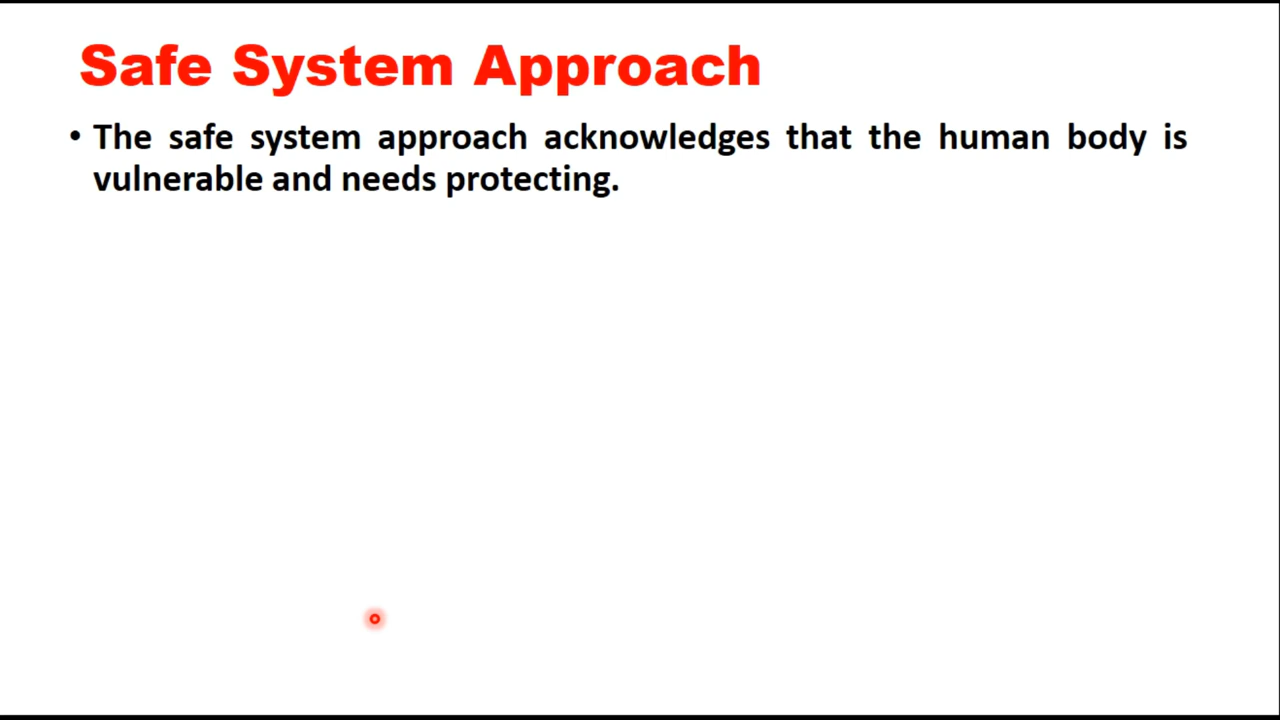 Safe System Approach
• The safe system approach acknowledges that the human body is
vulnerable and needs protecting.